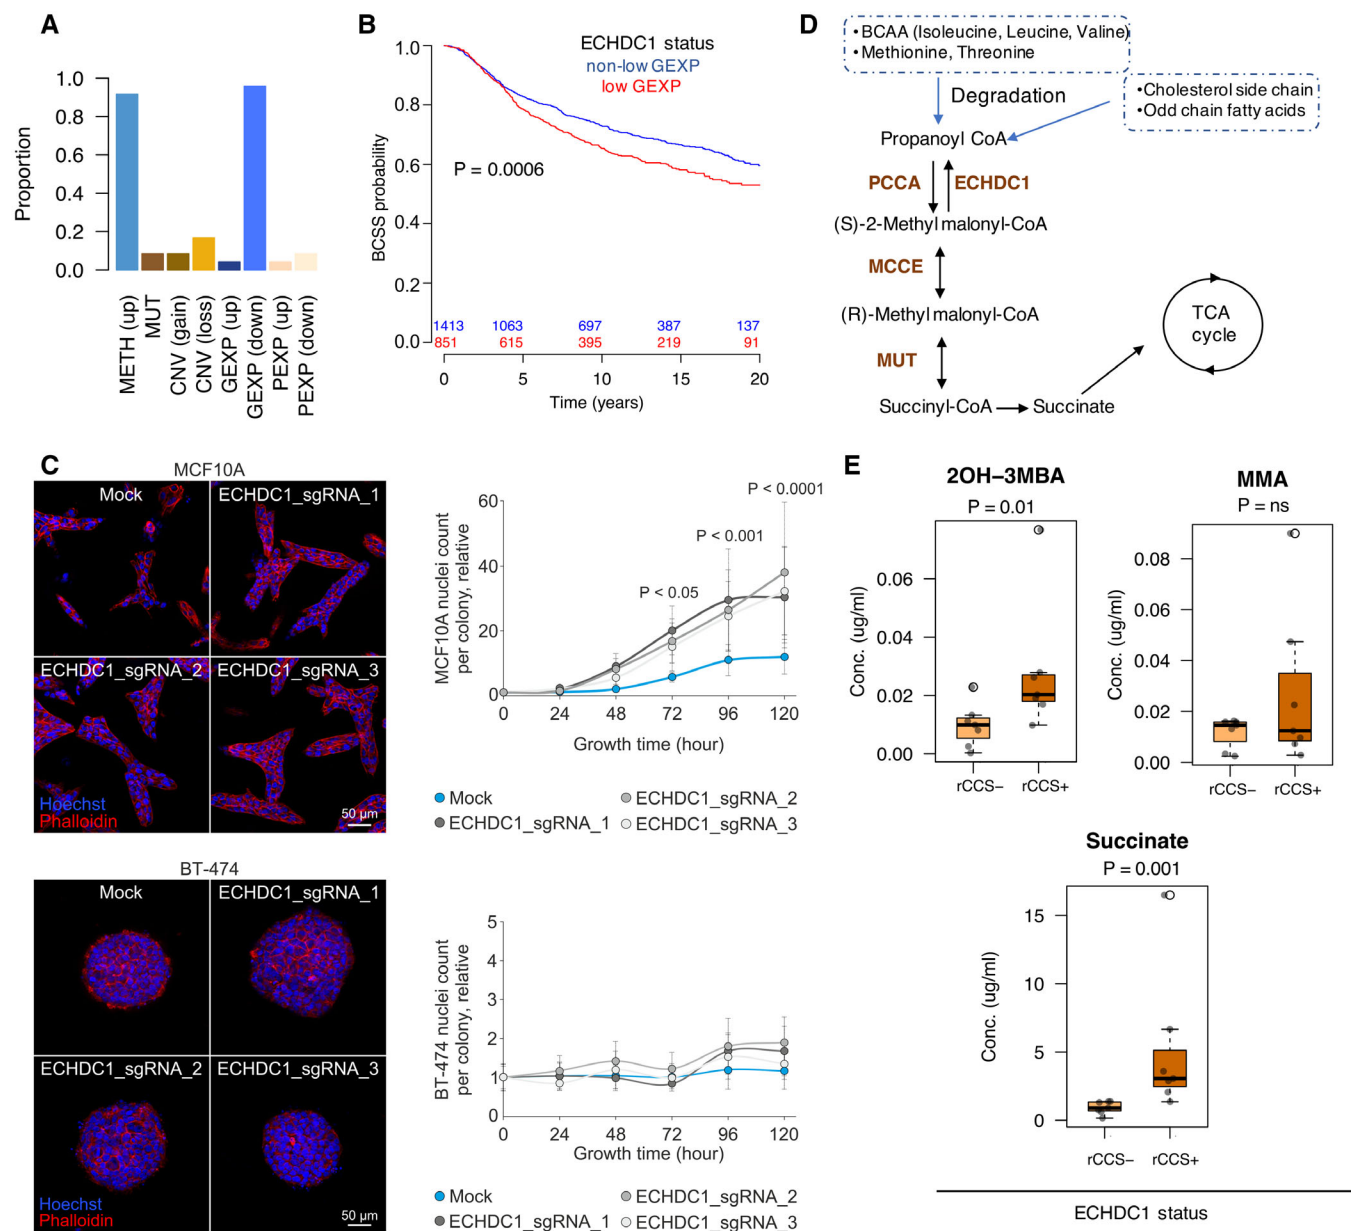 A
Proportion
1.0
0.8
0.6
0.4
0.2
0.0
METH (up)
MUT
CNV (gain)
CNV (loss)
GEXP (up)
GEXP (down)
PEXP (up)
PEXP (down)
B
BCSS probability
1.0
0.8
0.6
0.4
0.2
0.0
ECHDC1 status
non-low GEXP
low GEXP
P = 0.0006
1413 1063 697 387 137
851 615 395 219 91
0 5 10 15 20
Time (years)
D
•BCAA (Isoleucine, Leucine, Valine)
•Methionine, Threonine
Degradation
•Cholesterol side chain
•Odd chain fatty acids
Propanoyl CoA
PCCA ECHDC1
(S)-2-Methyl malonyl-CoA
MCCE
(R)-Methyl malonyl-CoA
MUT
Succinyl-CoA Succinate
TCA
cycle
C
MCF10A
Mock
ECHDC1_sgRNA_1
ECHDC1_sgRNA_2
ECHDC1_sgRNA_3
Hoechst
Phalloidin
50 µm
MCF10A nuclei count
per colony, relative
60
40
20
0
P < 0.05
P < 0.001
P < 0.0001
0 24 48 72 96 120
Growth time (hour)
Mock
ECHDC1_sgRNA_1
ECHDC1_sgRNA_2
ECHDC1_sgRNA_3
BT-474
Mock
ECHDC1_sgRNA_1
ECHDC1_sgRNA_2
ECHDC1_sgRNA_3
Hoechst
Phalloidin
50 µm
BT-474 nuclei count
per colony, relative
5
4
3
2
1
0
0 24 48 72 96 120
Growth time (hour)
Mock
ECHDC1_sgRNA_1
ECHDC1_sgRNA_2
ECHDC1_sgRNA_3
E
2OH–3MBA
P = 0.01
Conc. (ug/ml)
0.06
0.04
0.02
0.00
rCCS– rCCS+
MMA
P = ns
Conc. (ug/ml)
0.08
0.06
0.04
0.02
0.00
rCCS– rCCS+
Succinate
P = 0.001
Conc. (ug/ml)
15
10
5
0
rCCS– rCCS+
ECHDC1 status